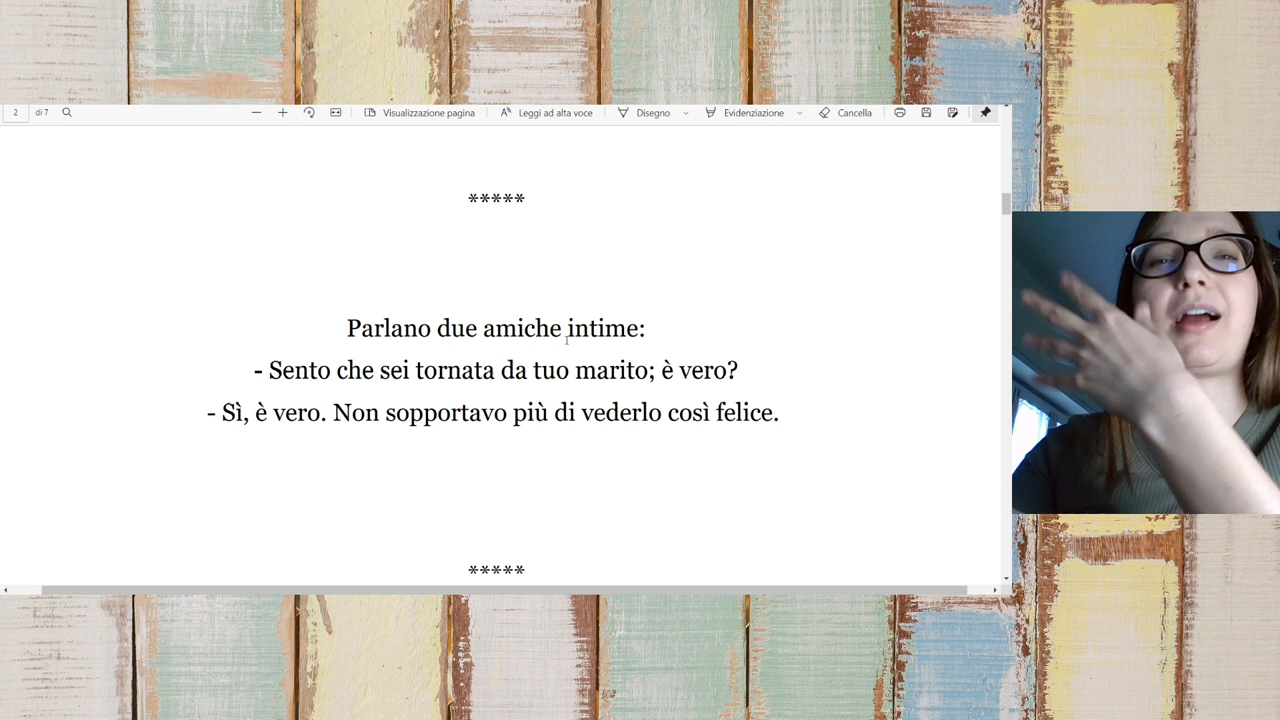 2 di 7 Visualizzazione pagina Leggi ad alta voce Disegno Evidenziazione Cancella
*****
Parlano due amiche intime:
- Sento che sei tornata da tuo marito; è vero?
- Sì, è vero. Non sopportavo più di vederlo così felice.
*****